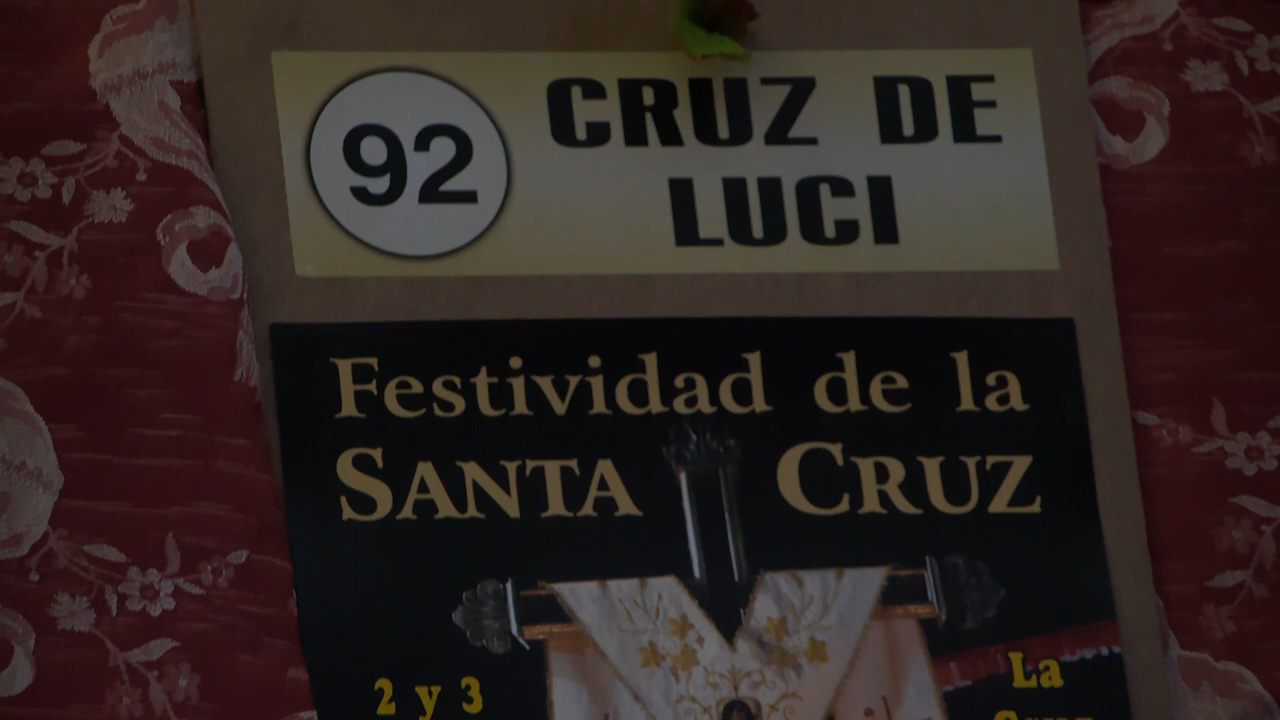 92
CRUZ DE
LUCI
Festividad de la
SANTA CRUZ
2 y 3
La